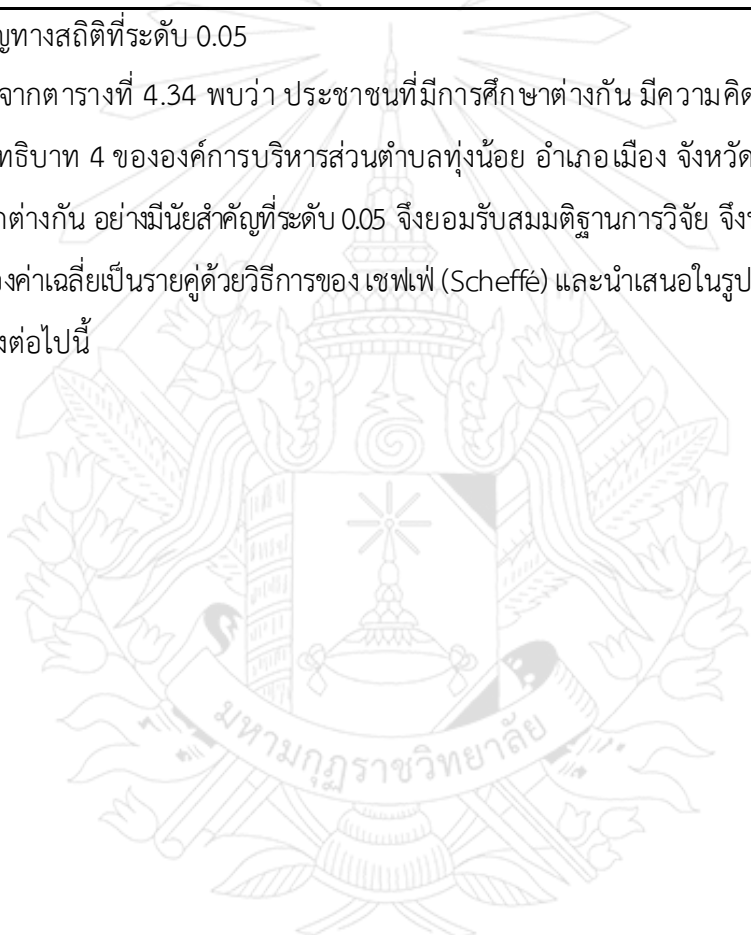 ญทางสถิติที่ระดับ 0.05
จากตารางที่ 4.34 พบว่า ประชาชนที่มีการศึกษาต่างกัน มีความคิด
ทธิบาท 4 ขององค์การบริหารส่วนตำบลทุ่งน้อย อำเภอเมือง จังหวัด
กต่างกัน อย่างมีนัยสำคัญที่ระดับ 0.05 จึงยอมรับสมมติฐานการวิจัย จึง
งค่าเฉลี่ยเป็นรายคู่ด้วยวิธีการของ เชฟเฟ่ (Scheffé) และนำเสนอในรูป
งต่อไปนี้
มหามกุฏราชวิทยาลัย